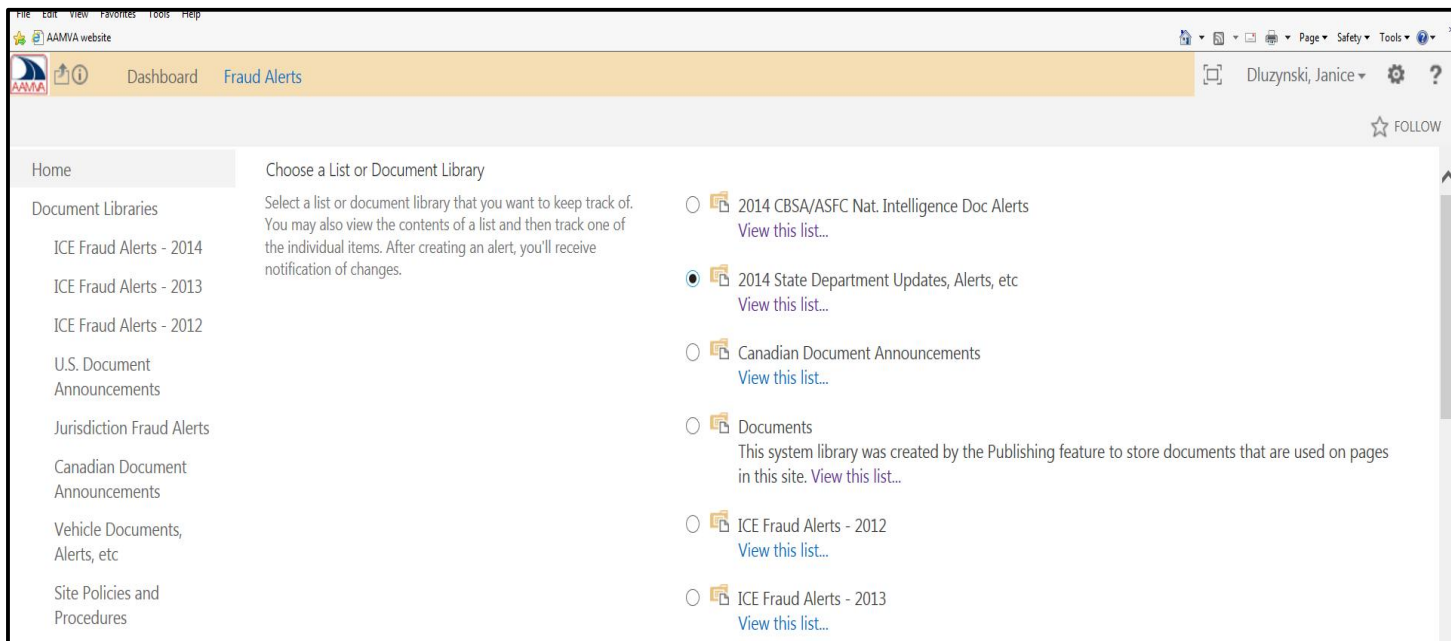 File Edit View Favorites Tools Help
AAMVA website
Page Safety Tools
AAMVA
Dashboard Fraud Alerts
Dluzynski, Janice
?
FOLLOW
Home
Document Libraries
ICE Fraud Alerts - 2014
ICE Fraud Alerts - 2013
ICE Fraud Alerts - 2012
U.S. Document
Announcements
Jurisdiction Fraud Alerts
Canadian Document
Announcements
Vehicle Documents,
Alerts, etc
Site Policies and
Procedures
Choose a List or Document Library
Select a list or document library that you want to keep track of.
You may also view the contents of a list and then track one of
the individual items. After creating an alert, you'll receive
notification of changes.
2014 CBSA/ASFC Nat. Intelligence Doc Alerts
View this list...
2014 State Department Updates, Alerts, etc
View this list...
Canadian Document Announcements
View this list...
Documents
This system library was created by the Publishing feature to store documents that are used on pages
in this site. View this list...
ICE Fraud Alerts - 2012
View this list...
ICE Fraud Alerts - 2013
View this list...